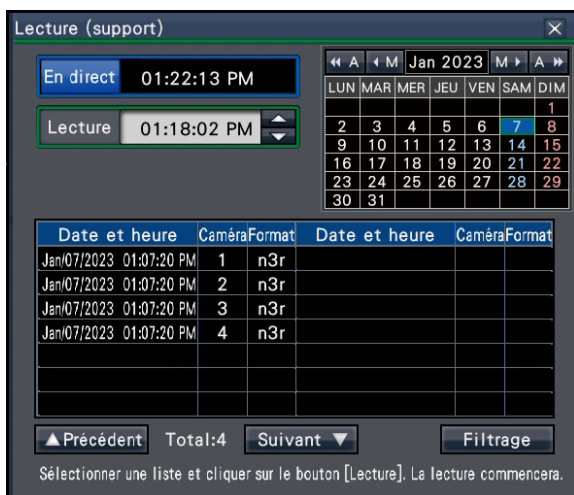 Lecture (support)
En direct 01:22:13 PM
Lecture 01:18:02 PM
A M Jan 2023 M A
LUN MAR MER JEU VEN SAM DIM
1
2 3 4 5 6 7 8
9 10 11 12 13 14 15
16 17 18 19 20 21 22
23 24 25 26 27 28 29
30 31
Date et heure Caméra Format Date et heure Caméra Format
Jan/07/2023 01:07:20 PM 1 n3r
Jan/07/2023 01:07:20 PM 2 n3r
Jan/07/2023 01:07:20 PM 3 n3r
Jan/07/2023 01:07:20 PM 4 n3r
Précédent Total:4 Suivant Filtrage
Sélectionner une liste et cliquer sur le bouton [Lecture]. La lecture commencera.